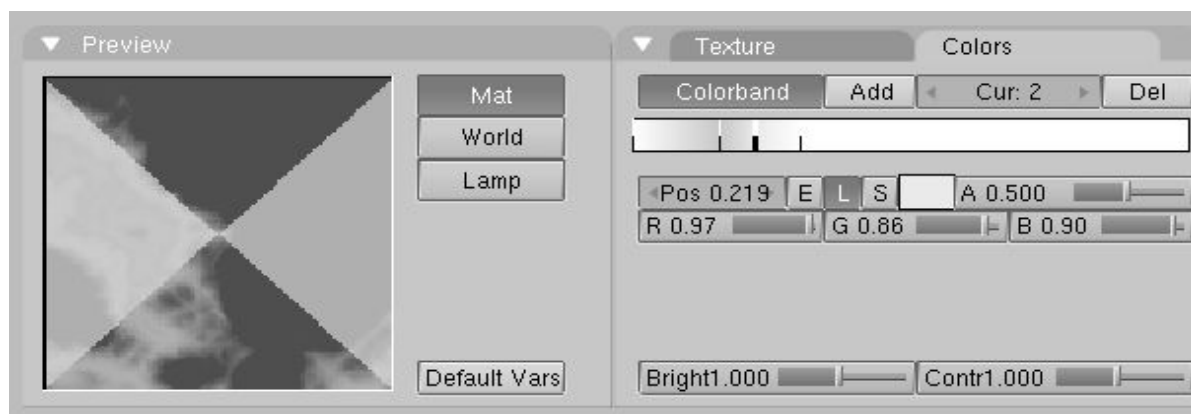 Preview
Mat
World
Lamp
Default Vars
Texture Colors
Colorband Add Cur: 2 Del
Pos 0.219 E L S A 0.500
R 0.97 G 0.86 B 0.90
Bright1.000 Contr1.000